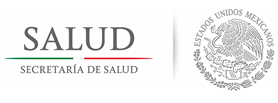 SALUD
SECRETARÍA DE SALUD
ESTADOS UNIDOS MEXICANOS